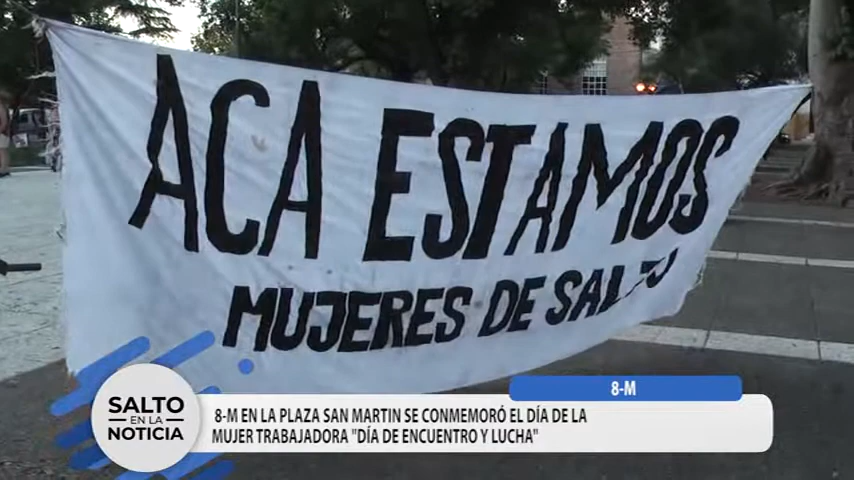 ACA ESTAMOS
MUJERES DE SALTO
8-M
8-M EN LA PLAZA SAN MARTIN SE CONMEMORÓ EL DÍA DE LA
MUJER TRABAJADORA "DÍA DE ENCUENTRO Y LUCHA"
SALTO
EN LA
NOTICIA